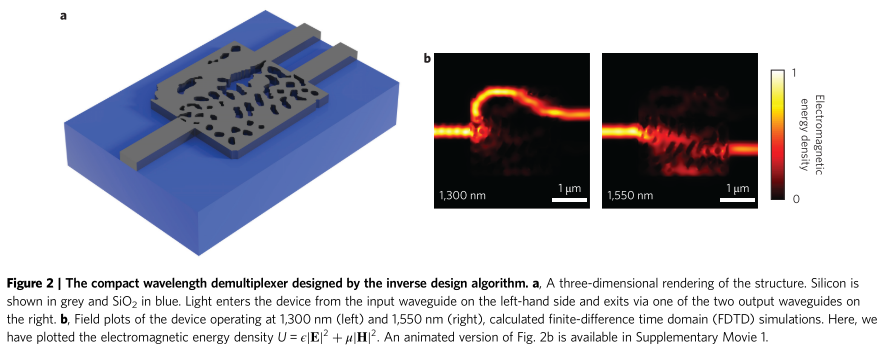 a
b
1
Electromagnetic
energy density
0
1,300 nm
1 μm
1,550 nm
1 μm
Figure 2 | The compact wavelength demultiplexer designed by the inverse design algorithm. a, A three-dimensional rendering of the structure. Silicon is
shown in grey and SiO₂ in blue. Light enters the device from the input waveguide on the left-hand side and exits via one of the two output waveguides on
the right. b, Field plots of the device operating at 1,300 nm (left) and 1,550 nm (right), calculated finite-difference time domain (FDTD) simulations. Here, we
have plotted the electromagnetic energy density U = ϵ|E|² + μ|H|². An animated version of Fig. 2b is available in Supplementary Movie 1.